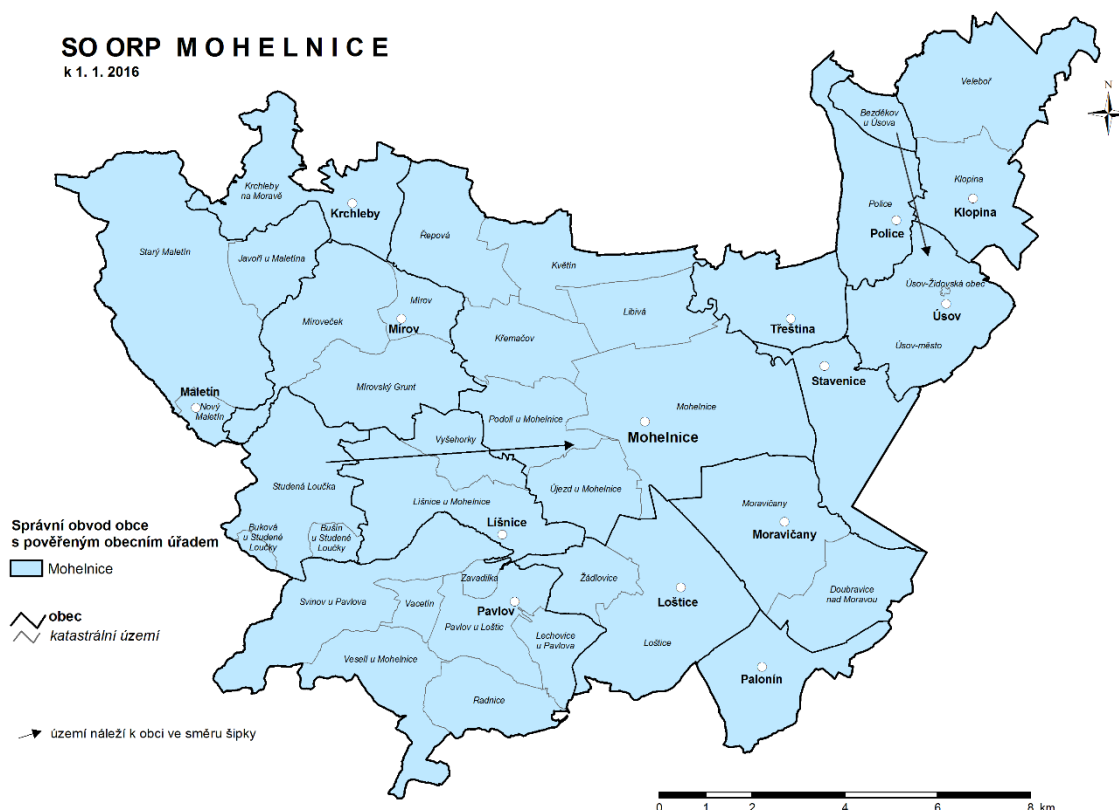 SO ORP M O H E L N I C E
k 1. 1. 2016
N
Veleboř
Bezděkov
u Úsova
Krchleby
na Moravě
Krchleby
Klopina
Klopina
Police
Police
Starý Maletín
Javoří u Maletína
Řepová
Květín
Úsov-Židovská obec
Úsov
Úsov-město
Mírov
Mírov
Míroveček
Křemačov
Libivá
Třeština
Stavenice
Mírovský Grunt
Maletín
Nový
Maletín
Podolí u Mohelnice
Mohelnice
Mohelnice
Vyšehorky
Studená Loučka
Líšnice u Mohelnice
Újezd u Mohelnice
Moravičany
Moravičany
Líšnice
Buková
u Studené
Loučky
Bušín
u Studené
Loučky
Správní obvod obce
s pověřeným obecním úřadem
Mohelnice
Zavadilka
Žádlovice
Loštice
Doubravice
nad Moravou
Svinov u Pavlova
Vacetín
Pavlov
Pavlov u Loštic
Lechovice
u Pavlova
Loštice
obec
katastrální území
Veselí u Mohelnice
Palonín
Radnice
území náleží k obci ve směru šipky
0 1 2 4 6 8 km